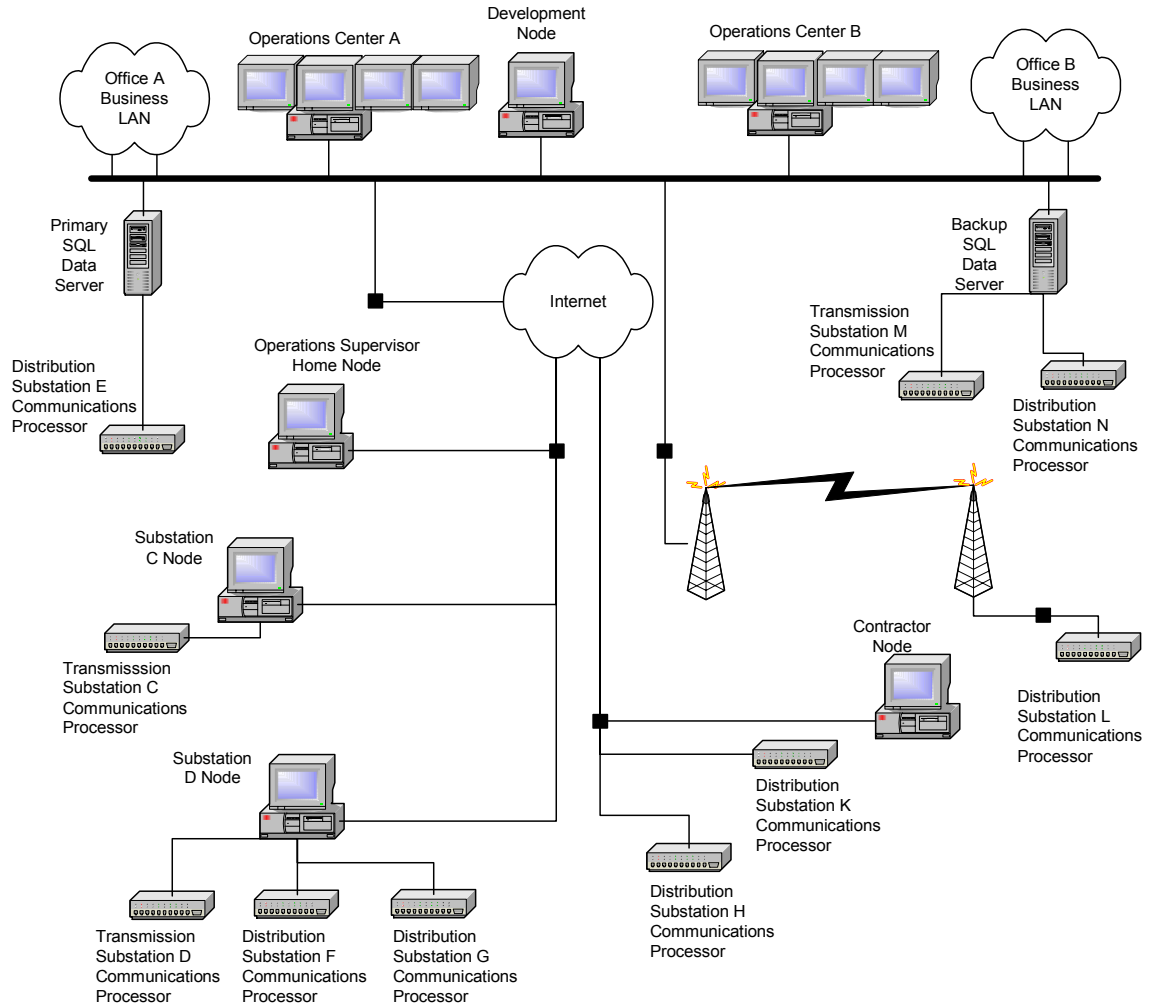 Development
Node
Operations Center A
Operations Center B
Office A
Business
LAN
Office B
Business
LAN
Primary
SQL
Data
Server
Backup
SQL
Data
Server
Internet
Transmission
Substation M
Communications
Processor
Operations Supervisor
Home Node
Distribution
Substation E
Communications
Processor
Distribution
Substation N
Communications
Processor
Substation
C Node
Contractor
Node
Transmisssion
Substation C
Communications
Processor
Distribution
Substation L
Communications
Processor
Substation
D Node
Distribution
Substation K
Communications
Processor
Distribution
Substation H
Communications
Processor
Transmission
Substation D
Communications
Processor
Distribution
Substation F
Communications
Processor
Distribution
Substation G
Communications
Processor